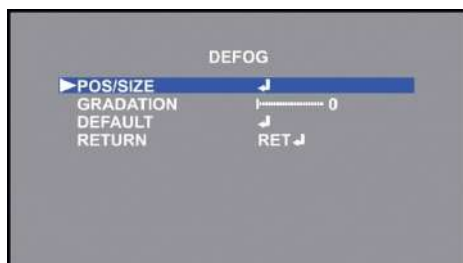 DEFOG
►POS/SIZE ↲
GRADATION 0
DEFAULT ↲
RETURN RET↲